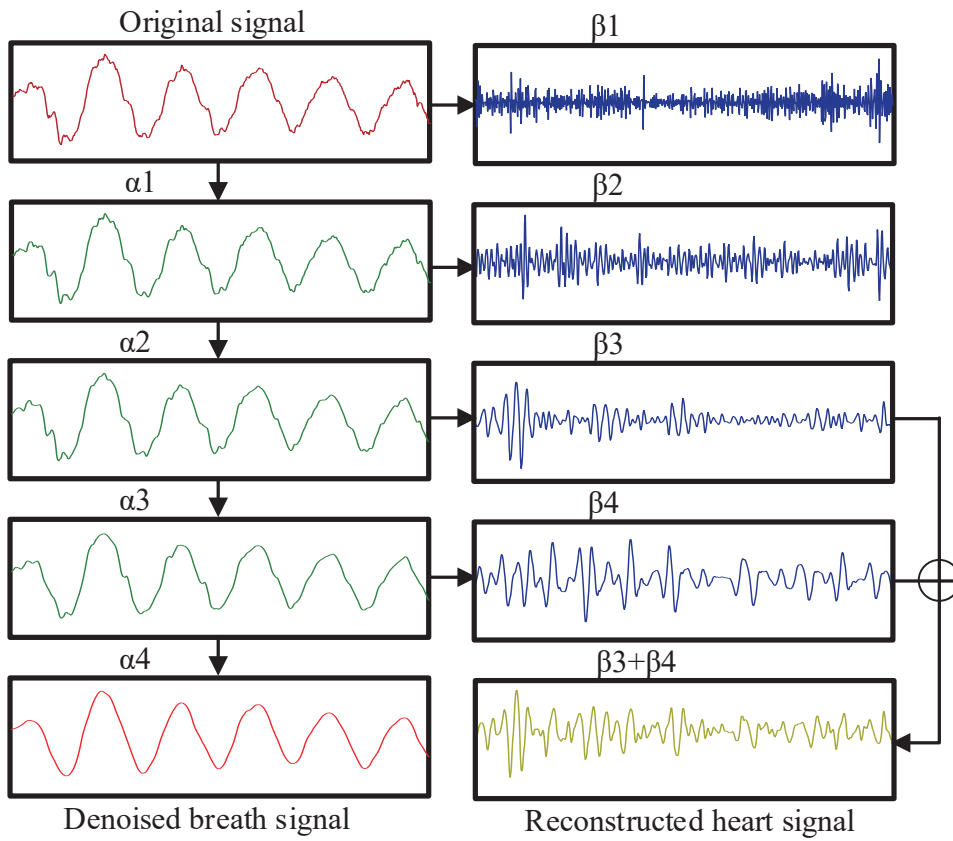 Original signal
β1
α1
β2
α2
β3
α3
β4
α4
β3+β4
Denoised breath signal
Reconstructed heart signal